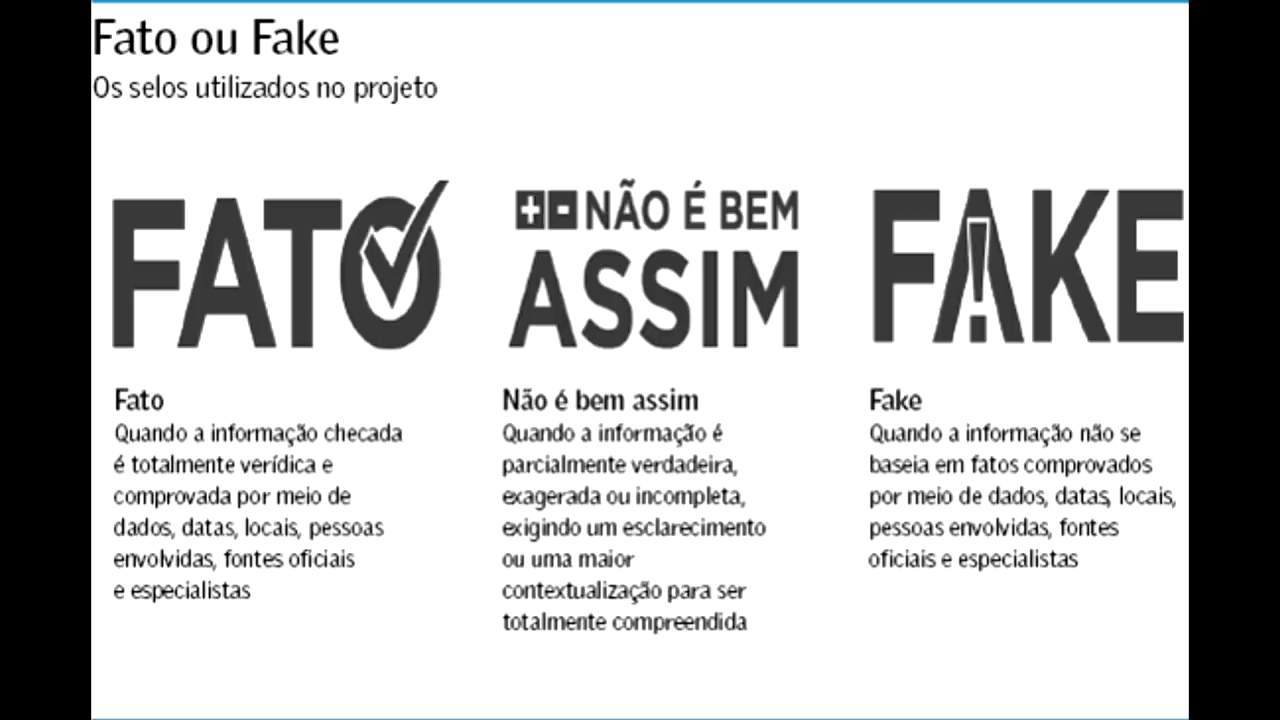 Fato ou Fake
Os selos utilizados no projeto
FATO
NÃO É BEM
ASSIM
FAKE
Fato
Quando a informação checada
é totalmente verídica e
comprovada por meio de
dados, datas, locais, pessoas
envolvidas, fontes oficiais
e especialistas
Não é bem assim
Quando a informação é
parcialmente verdadeira,
exagerada ou incompleta,
exigindo um esclarecimento
ou uma maior
contextualização para ser
totalmente compreendida
Fake
Quando a informação não se
baseia em fatos comprovados
por meio de dados, datas, locais,
pessoas envolvidas, fontes
oficiais e especialistas